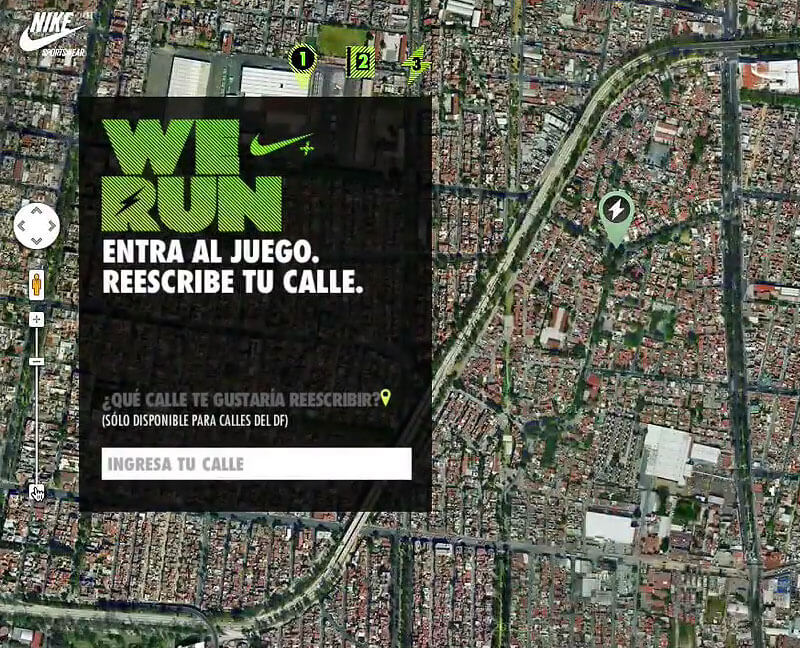 NIKE
SPORTSWEAR
1
2
3
WE
RUN
ENTRA AL JUEGO.
REESCRIBE TU CALLE.
¿QUÉ CALLE TE GUSTARÍA REESCRIBIR?
(SÓLO DISPONIBLE PARA CALLES DEL DF)
INGRESA TU CALLE